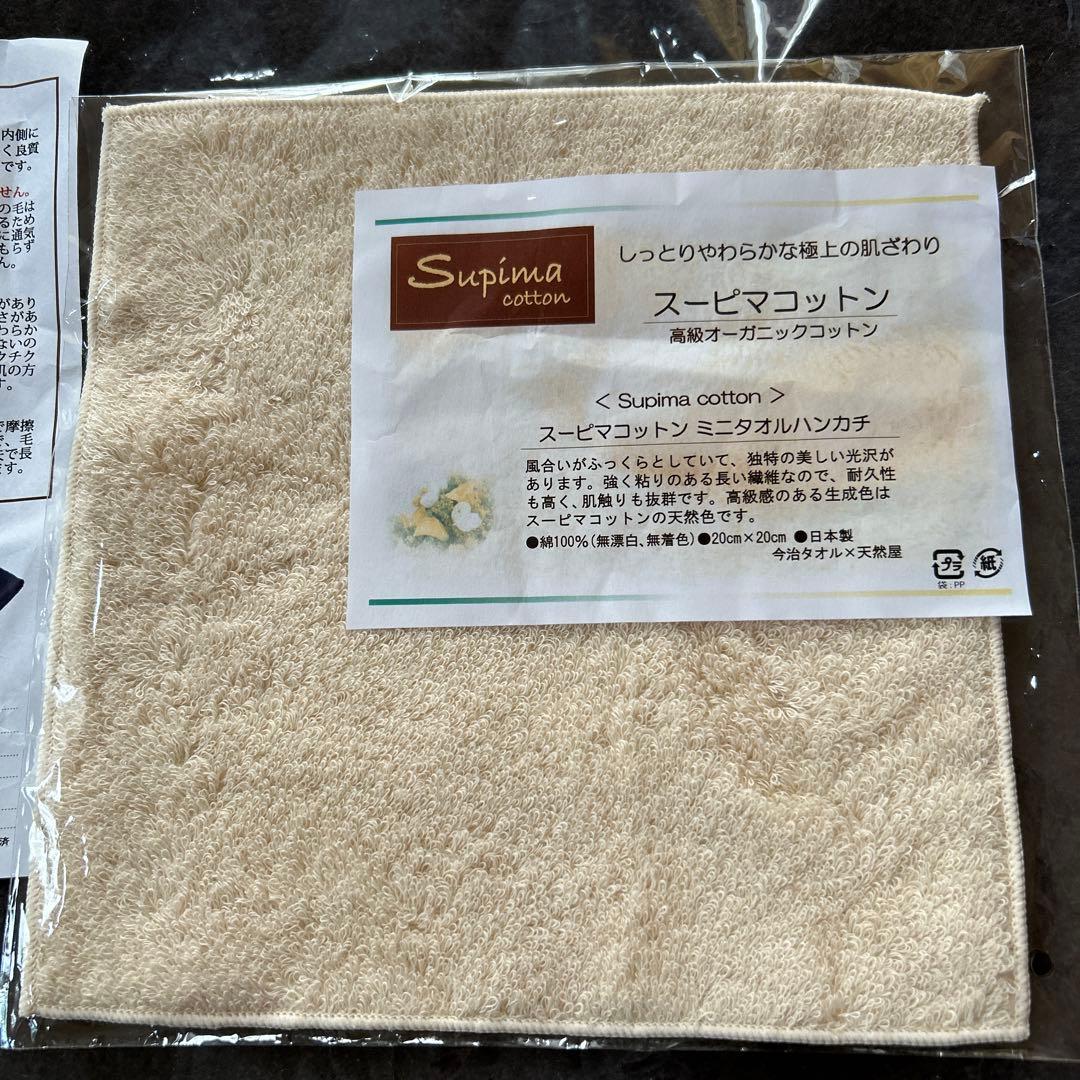 内側に
く良質
です。
せん。
の毛は
るため
に通気
もらず
ん。
があり
さがあ
わらか
ないの
クチク
肌の方
す。
で摩擦
で、毛
夫で長
ます。
済
Supima
cotton
しっとりやわらかな極上の肌ざわり
スーピマコットン
高級オーガニックコットン
< Supima cotton >
スーピマコットン ミニタオルハンカチ
風合いがふっくらとしていて、独特の美しい光沢が
あります。強く粘りのある長い繊維なので、耐久性
も高く、肌触りも抜群です。高級感のある生成色は
スーピマコットンの天然色です。
●綿100%(無漂白、無着色)●20cm×20cm ●日本製
今治タオル×天然屋
プラ
紙
袋:PP